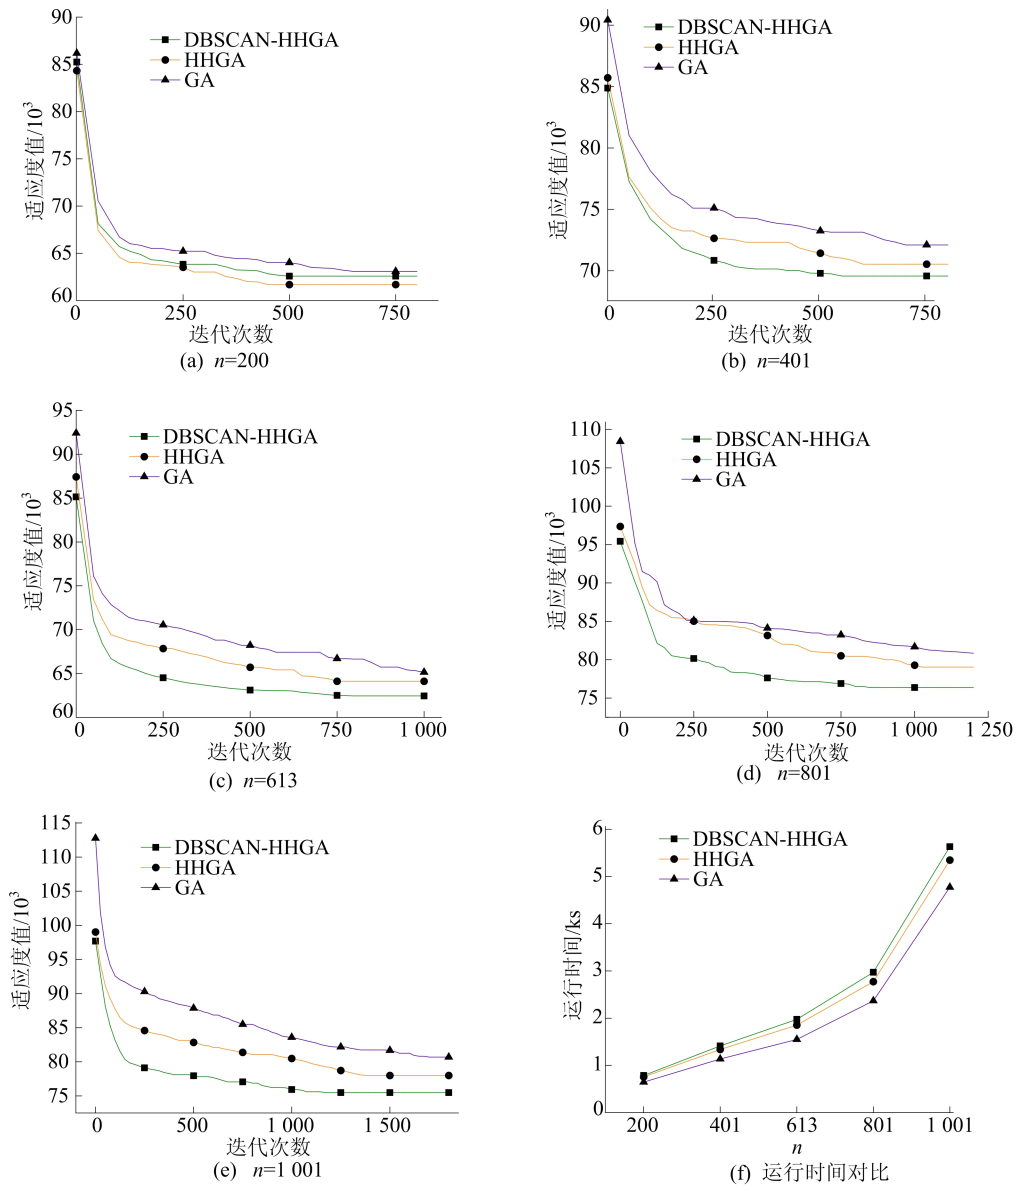 90
85
80
75
70
65
60
适应度值/10³
DBSCAN-HHGA
HHGA
GA
0 250 500 750
迭代次数
(a) n=200
90
85
80
75
70
适应度值/10³
DBSCAN-HHGA
HHGA
GA
0 250 500 750
迭代次数
(b) n=401
95
90
85
80
75
70
65
60
适应度值/10³
DBSCAN-HHGA
HHGA
GA
0 250 500 750 1 000
迭代次数
(c) n=613
110
105
100
95
90
85
80
75
适应度值/10³
DBSCAN-HHGA
HHGA
GA
0 250 500 750 1 000 1 250
迭代次数
(d) n=801
115
110
105
100
95
90
85
80
75
适应度值/10³
DBSCAN-HHGA
HHGA
GA
0 500 1 000 1 500
迭代次数
(e) n=1 001
6
5
4
3
2
1
0
运行时间/ks
DBSCAN-HHGA
HHGA
GA
200 401 613 801 1 001
n
(f) 运行时间对比